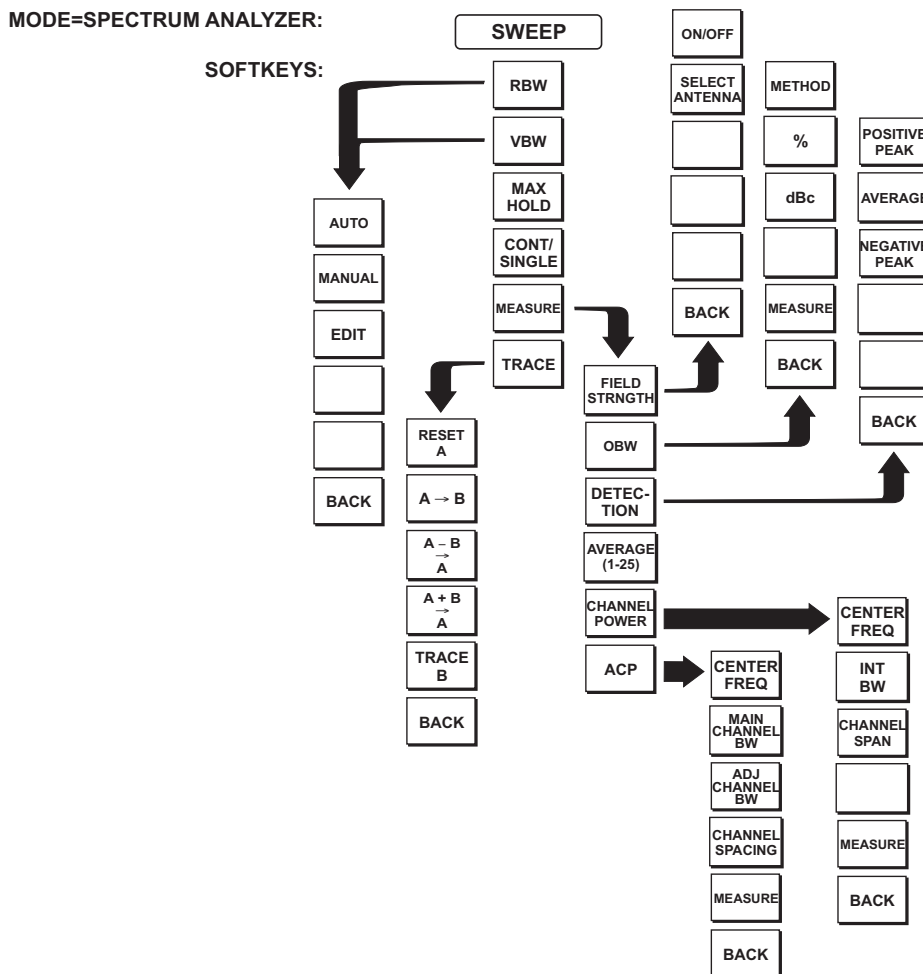 MODE=SPECTRUM ANALYZER:
SWEEP
SOFTKEYS:
RBW
VBW
MAX
HOLD
CONT/
SINGLE
MEASURE
TRACE
AUTO
MANUAL
EDIT
BACK
RESET
A
A → B
A – B
→
A
A + B
→
A
TRACE
B
BACK
FIELD
STRNGTH
OBW
DETEC-
TION
AVERAGE
(1-25)
CHANNEL
POWER
ACP
ON/OFF
SELECT
ANTENNA
BACK
METHOD
%
dBc
MEASURE
BACK
POSITIVE
PEAK
AVERAGE
NEGATIVE
PEAK
BACK
CENTER
FREQ
MAIN
CHANNEL
BW
ADJ
CHANNEL
BW
CHANNEL
SPACING
MEASURE
BACK
CENTER
FREQ
INT
BW
CHANNEL
SPAN
MEASURE
BACK